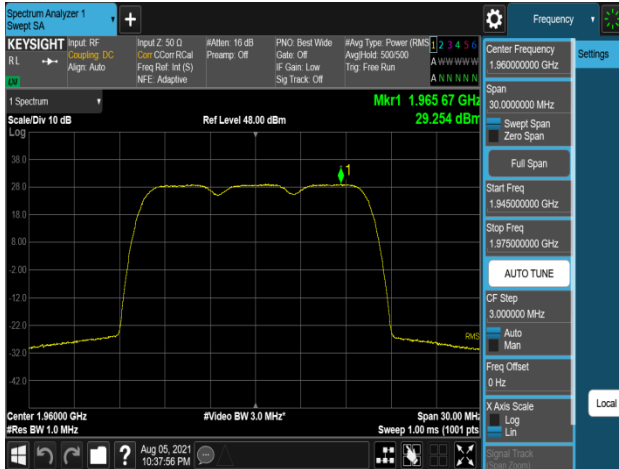 Spectrum Analyzer 1
Swept SA
+
Frequency
KEYSIGHT
RL
LXI
Input: RF
Coupling: DC
Align: Auto
Input Z: 50 Ω
Corr CCorr RCal
Freq Ref: Int (S)
NFE: Adaptive
#Atten: 16 dB
Preamp: Off
PNO: Best Wide
Gate: Off
IF Gain: Low
Sig Track: Off
#Avg Type: Power (RMS
Avg|Hold: 500/500
Trig: Free Run
1 2 3 4 5 6
A W W W W W
A N N N N N
1 Spectrum
Scale/Div 10 dB
Ref Level 48.00 dBm
Mkr1 1.965 67 GHz
29.254 dBm
Log
38.0
28.0
18.0
8.00
-2.00
-12.0
-22.0
-32.0
-42.0
1
RMS
Center 1.96000 GHz
#Res BW 1.0 MHz
#Video BW 3.0 MHz*
Span 30.00 MHz
Sweep 1.00 ms (1001 pts
?
Aug 05, 2021
10:37:56 PM
Center Frequency
1.960000000 GHz
Span
30.0000000 MHz
Swept Span
Zero Span
Full Span
Start Freq
1.945000000 GHz
Stop Freq
1.975000000 GHz
AUTO TUNE
CF Step
3.000000 MHz
Auto
Man
Freq Offset
0 Hz
X Axis Scale
Log
Lin
Signal Track
(Span Zoom)
Settings
Local